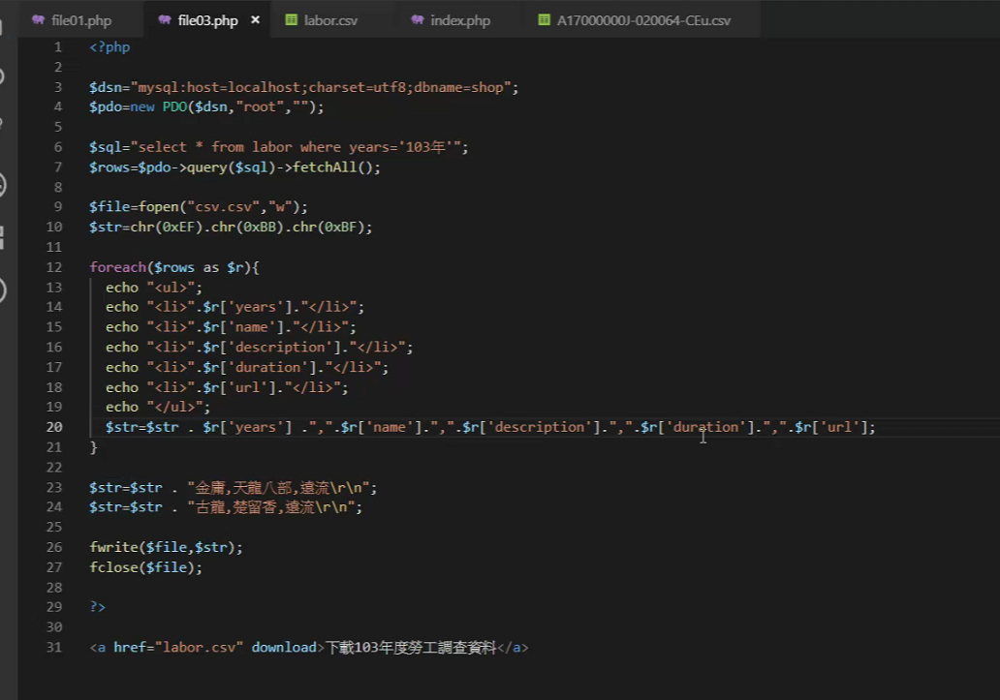 file01.php file03.php × labor.csv index.php A17000000J-020064-CEu.csv
1 <?php
2
3 $dsn="mysql:host=localhost;charset=utf8;dbname=shop";
4 $pdo=new PDO($dsn,"root","");
5
6 $sql="select * from labor where years='103年'";
7 $rows=$pdo->query($sql)->fetchAll();
8
9 $file=fopen("csv.csv","w");
10 $str=chr(0xEF).chr(0xBB).chr(0xBF);
11
12 foreach($rows as $r){
13 echo "<ul>";
14 echo "<li>".$r['years']."</li>";
15 echo "<li>".$r['name']."</li>";
16 echo "<li>".$r['description']."</li>";
17 echo "<li>".$r['duration']."</li>";
18 echo "<li>".$r['url']."</li>";
19 echo "</ul>";
20 $str=$str . $r['years'] .",".$r['name'].",".$r['description'].",".$r['duration'].",".$r['url'];
21 }
22
23 $str=$str . "金庸,天龍八部,遠流\r\n";
24 $str=$str . "古龍,楚留香,遠流\r\n";
25
26 fwrite($file,$str);
27 fclose($file);
28
29 ?>
30
31 <a href="labor.csv" download>下載103年度勞工調查資料</a>